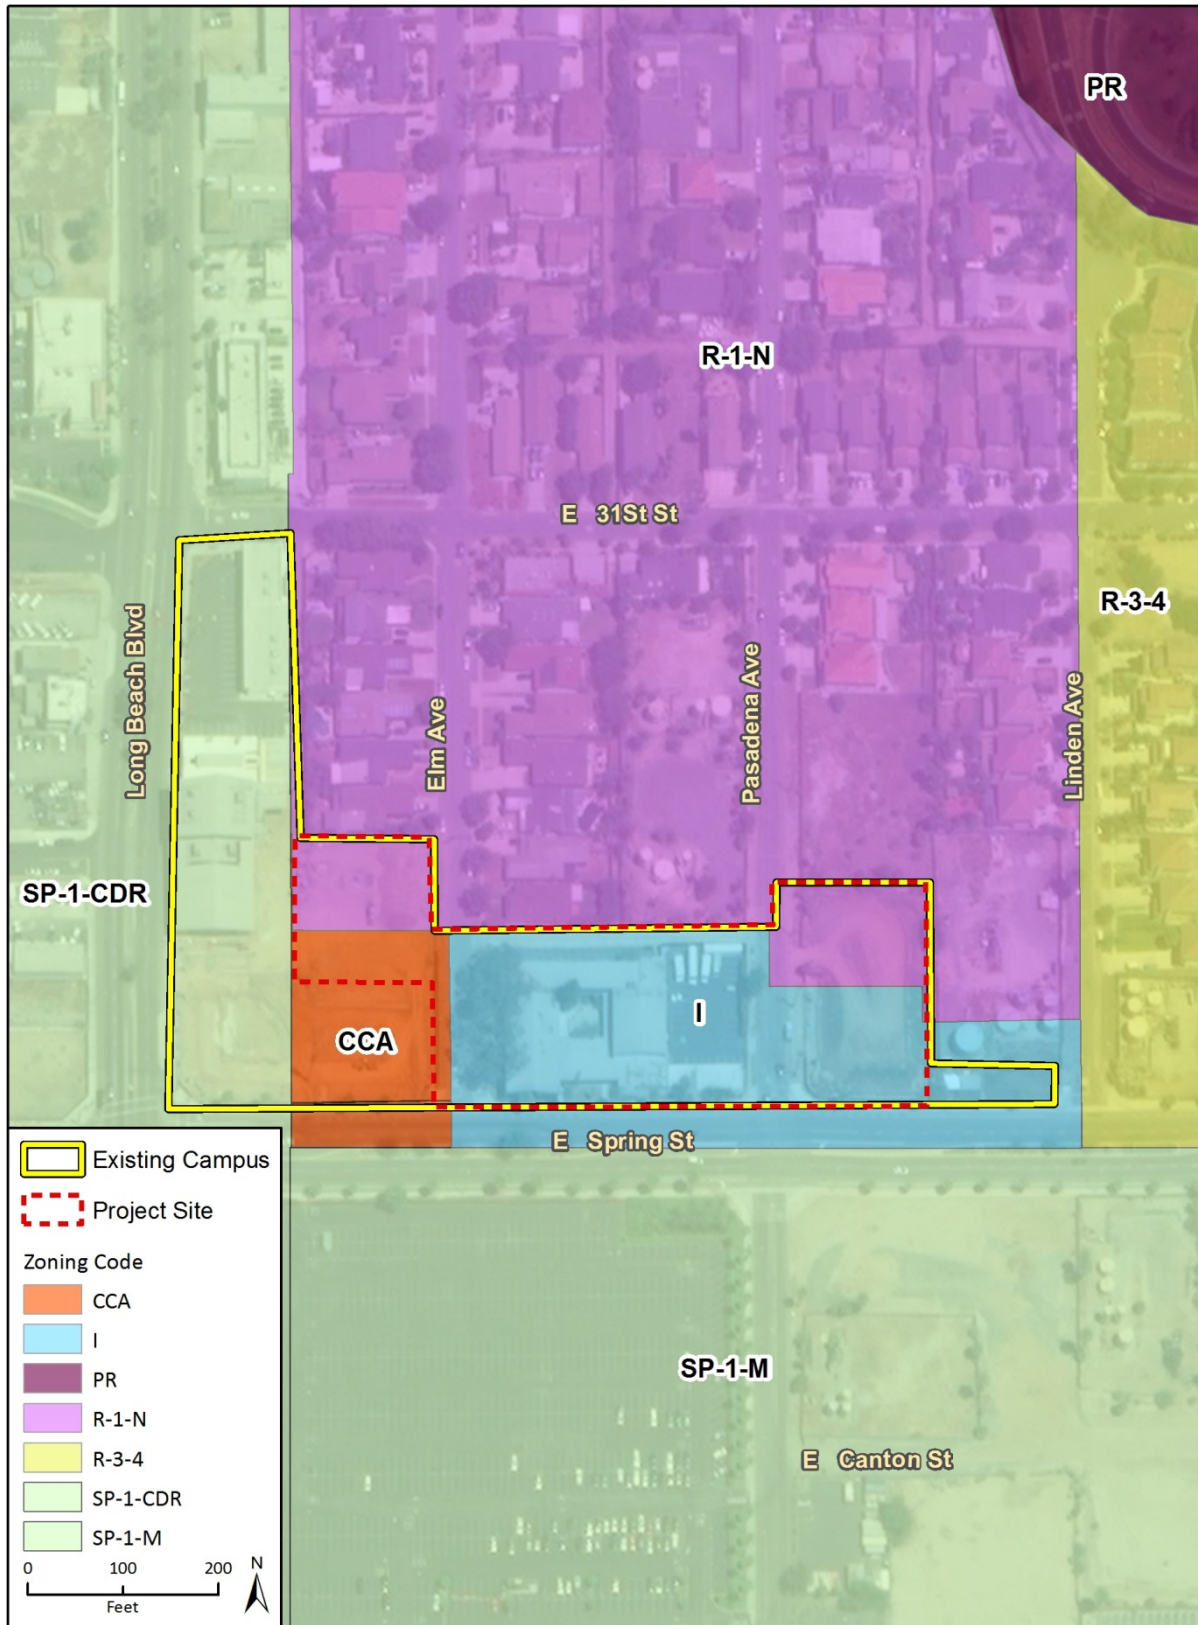 PR
R-1-N
E 31St St
R-3-4
Long Beach Blvd
Elm Ave
Pasadena Ave
Linden Ave
SP-1-CDR
I
CCA
E Spring St
SP-1-M
E Canton St
Existing Campus
Project Site
Zoning Code
CCA
I
PR
R-1-N
R-3-4
SP-1-CDR
SP-1-M
0 100 200 N
Feet